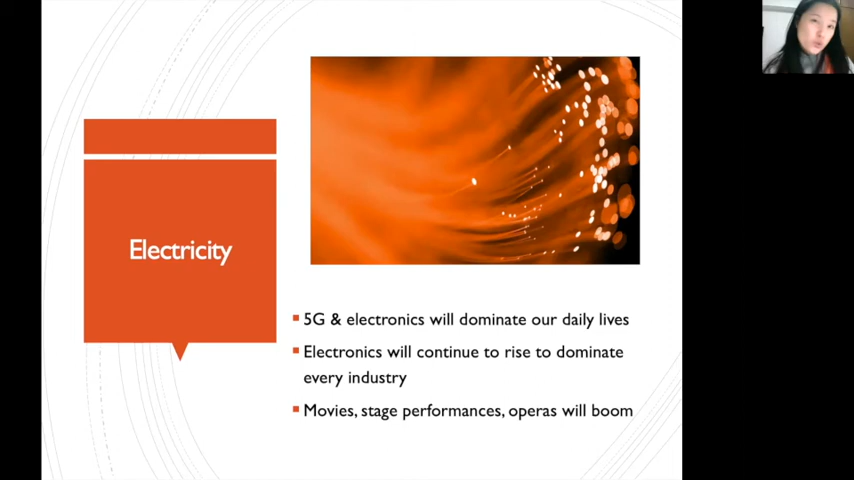 Electricity
5G & electronics will dominate our daily lives
Electronics will continue to rise to dominate
every industry
Movies, stage performances, operas will boom